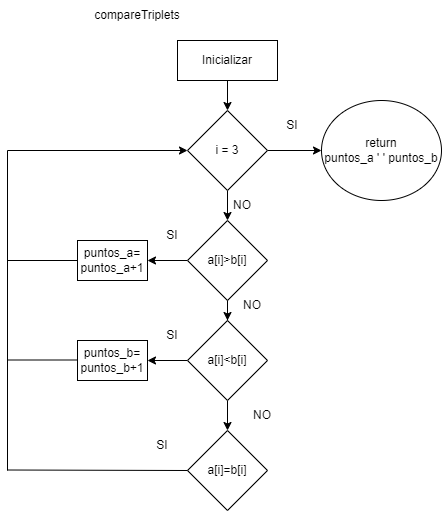 compareTriplets
Inicializar
i = 3
SI
return
puntos_a ' ' puntos_b
NO
a[i]>b[i]
SI
puntos_a=
puntos_a+1
NO
a[i]<b[i]
SI
puntos_b=
puntos_b+1
NO
a[i]=b[i]
SI